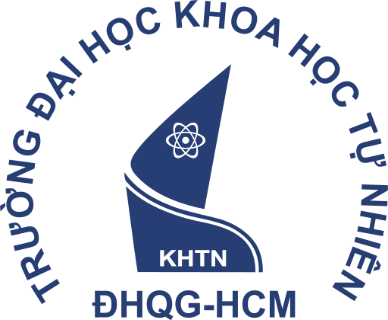 TRƯỜNG ĐẠI HỌC KHOA HỌC TỰ NHIÊN
KHTN
ĐHQG-HCM